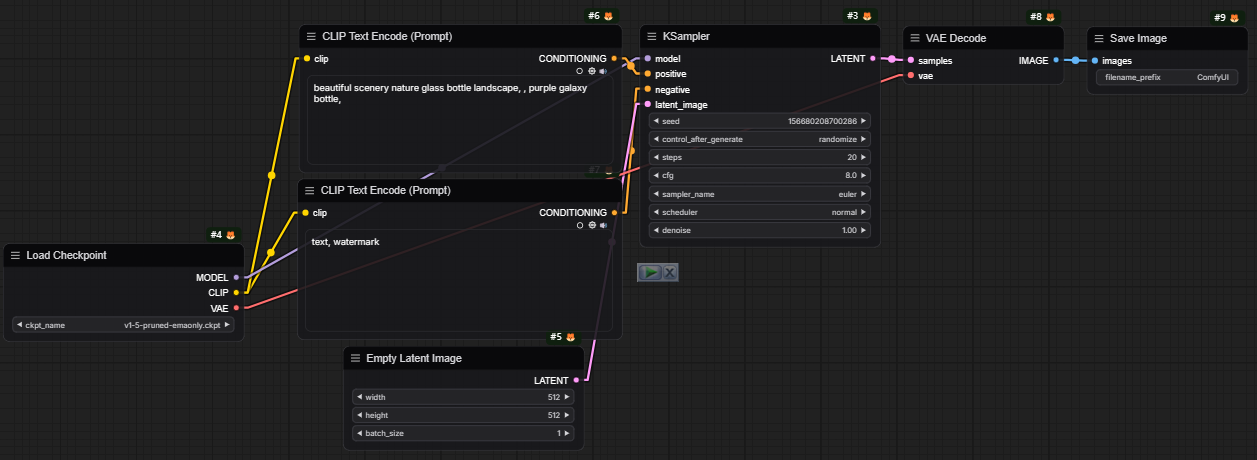 #6
CLIP Text Encode (Prompt)
clip
CONDITIONING
beautiful scenery nature glass bottle landscape, , purple galaxy
bottle,
#7
CLIP Text Encode (Prompt)
clip
CONDITIONING
text, watermark
#4
Load Checkpoint
MODEL
CLIP
VAE
ckpt_name v1-5-pruned-emaonly.ckpt
#5
Empty Latent Image
LATENT
width 512
height 512
batch_size 1
#3
KSampler
model LATENT
positive
negative
latent_image
seed 156680208700286
control_after_generate randomize
steps 20
cfg 8.0
sampler_name euler
scheduler normal
denoise 1.00
X
#8
VAE Decode
samples IMAGE
vae
#9
Save Image
images
filename_prefix ComfyUI